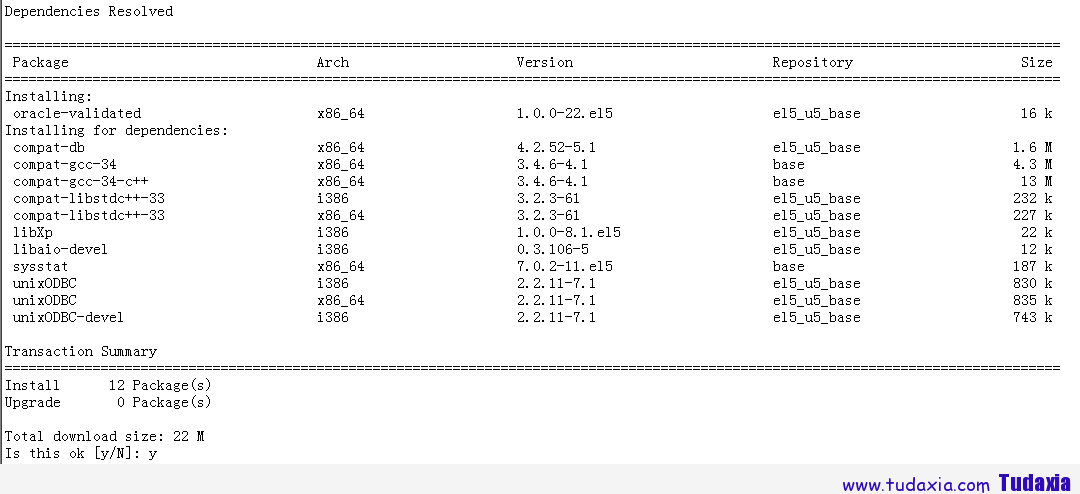 Dependencies Resolved
====================================================================================================================================
Package Arch Version Repository Size
====================================================================================================================================
Installing:
oracle-validated x86_64 1.0.0-22.el5 el5_u5_base 16 k
Installing for dependencies:
compat-db x86_64 4.2.52-5.1 el5_u5_base 1.6 M
compat-gcc-34 x86_64 3.4.6-4.1 base 4.3 M
compat-gcc-34-c++ x86_64 3.4.6-4.1 base 13 M
compat-libstdc++-33 i386 3.2.3-61 el5_u5_base 232 k
compat-libstdc++-33 x86_64 3.2.3-61 el5_u5_base 227 k
libXp i386 1.0.0-8.1.el5 el5_u5_base 22 k
libaio-devel i386 0.3.106-5 el5_u5_base 12 k
sysstat x86_64 7.0.2-11.el5 base 187 k
unixODBC i386 2.2.11-7.1 el5_u5_base 830 k
unixODBC x86_64 2.2.11-7.1 el5_u5_base 835 k
unixODBC-devel i386 2.2.11-7.1 el5_u5_base 743 k
Transaction Summary
====================================================================================================================================
Install 12 Package(s)
Upgrade 0 Package(s)
Total download size: 22 M
Is this ok [y/N]: y
www.tudaxia.com Tudaxia